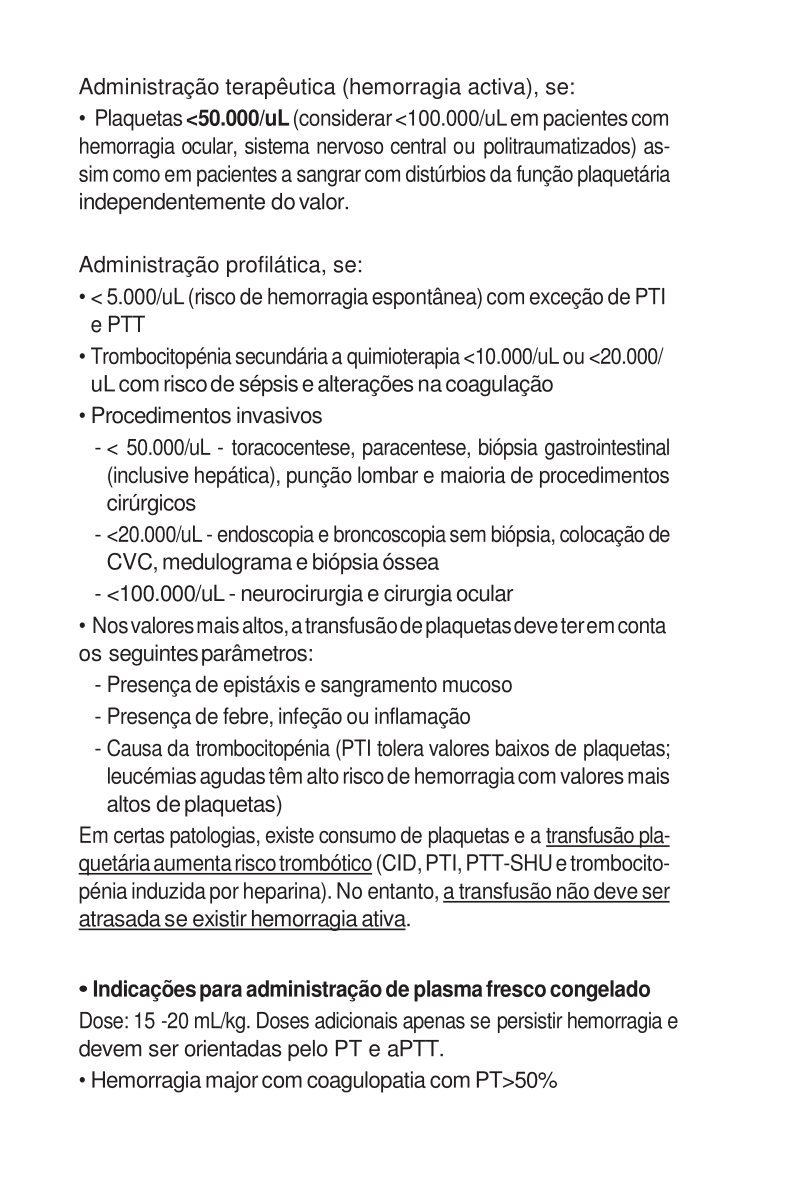 Administração terapêutica (hemorragia activa), se:
• Plaquetas <50.000/uL (considerar <100.000/uL em pacientes com
hemorragia ocular, sistema nervoso central ou politraumatizados) as-
sim como em pacientes a sangrar com distúrbios da função plaquetária
independentemente do valor.
Administração profilática, se:
• < 5.000/uL (risco de hemorragia espontânea) com exceção de PTI
e PTT
• Trombocitopénia secundária a quimioterapia <10.000/uL ou <20.000/
uL com risco de sépsis e alterações na coagulação
• Procedimentos invasivos
- < 50.000/uL - toracocentese, paracentese, biópsia gastrointestinal
(inclusive hepática), punção lombar e maioria de procedimentos
cirúrgicos
- <20.000/uL - endoscopia e broncoscopia sem biópsia, colocação de
CVC, medulograma e biópsia óssea
- <100.000/uL - neurocirurgia e cirurgia ocular
• Nos valores mais altos, a transfusão de plaquetas deve ter em conta
os seguintes parâmetros:
- Presença de epistáxis e sangramento mucoso
- Presença de febre, infeção ou inflamação
- Causa da trombocitopénia (PTI tolera valores baixos de plaquetas;
leucémias agudas têm alto risco de hemorragia com valores mais
altos de plaquetas)
Em certas patologias, existe consumo de plaquetas e a transfusão pla-
quetária aumenta risco trombótico (CID, PTI, PTT-SHU e trombocito-
pénia induzida por heparina). No entanto, a transfusão não deve ser
atrasada se existir hemorragia ativa.
• Indicações para administração de plasma fresco congelado
Dose: 15 -20 mL/kg. Doses adicionais apenas se persistir hemorragia e
devem ser orientadas pelo PT e aPTT.
• Hemorragia major com coagulopatia com PT>50%